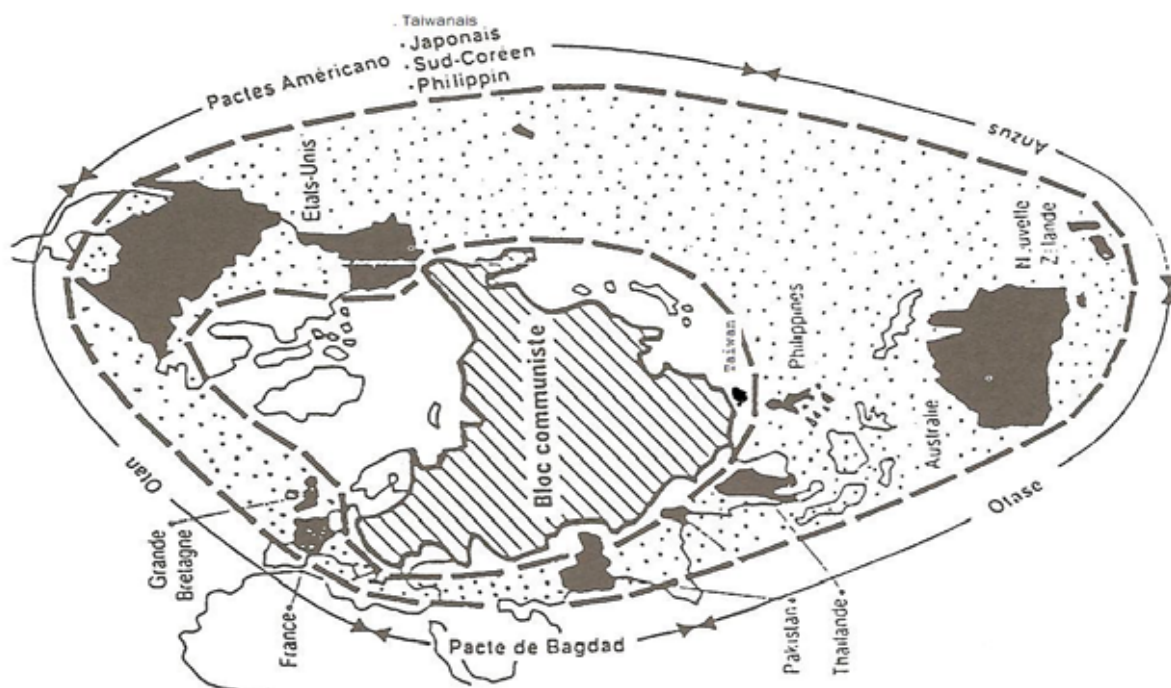 . Taiwanais
Pactes Américano
• Japonais
• Sud-Coréen
• Philippin
Anzus
Etats-Unis
Nouvelle
Zélande
Bloc communiste
Taiwan
Philippines
Australie
Otan
Otase
Grande
Bretagne
France
Pacte de Bagdad
Pakistan
Thaïlande